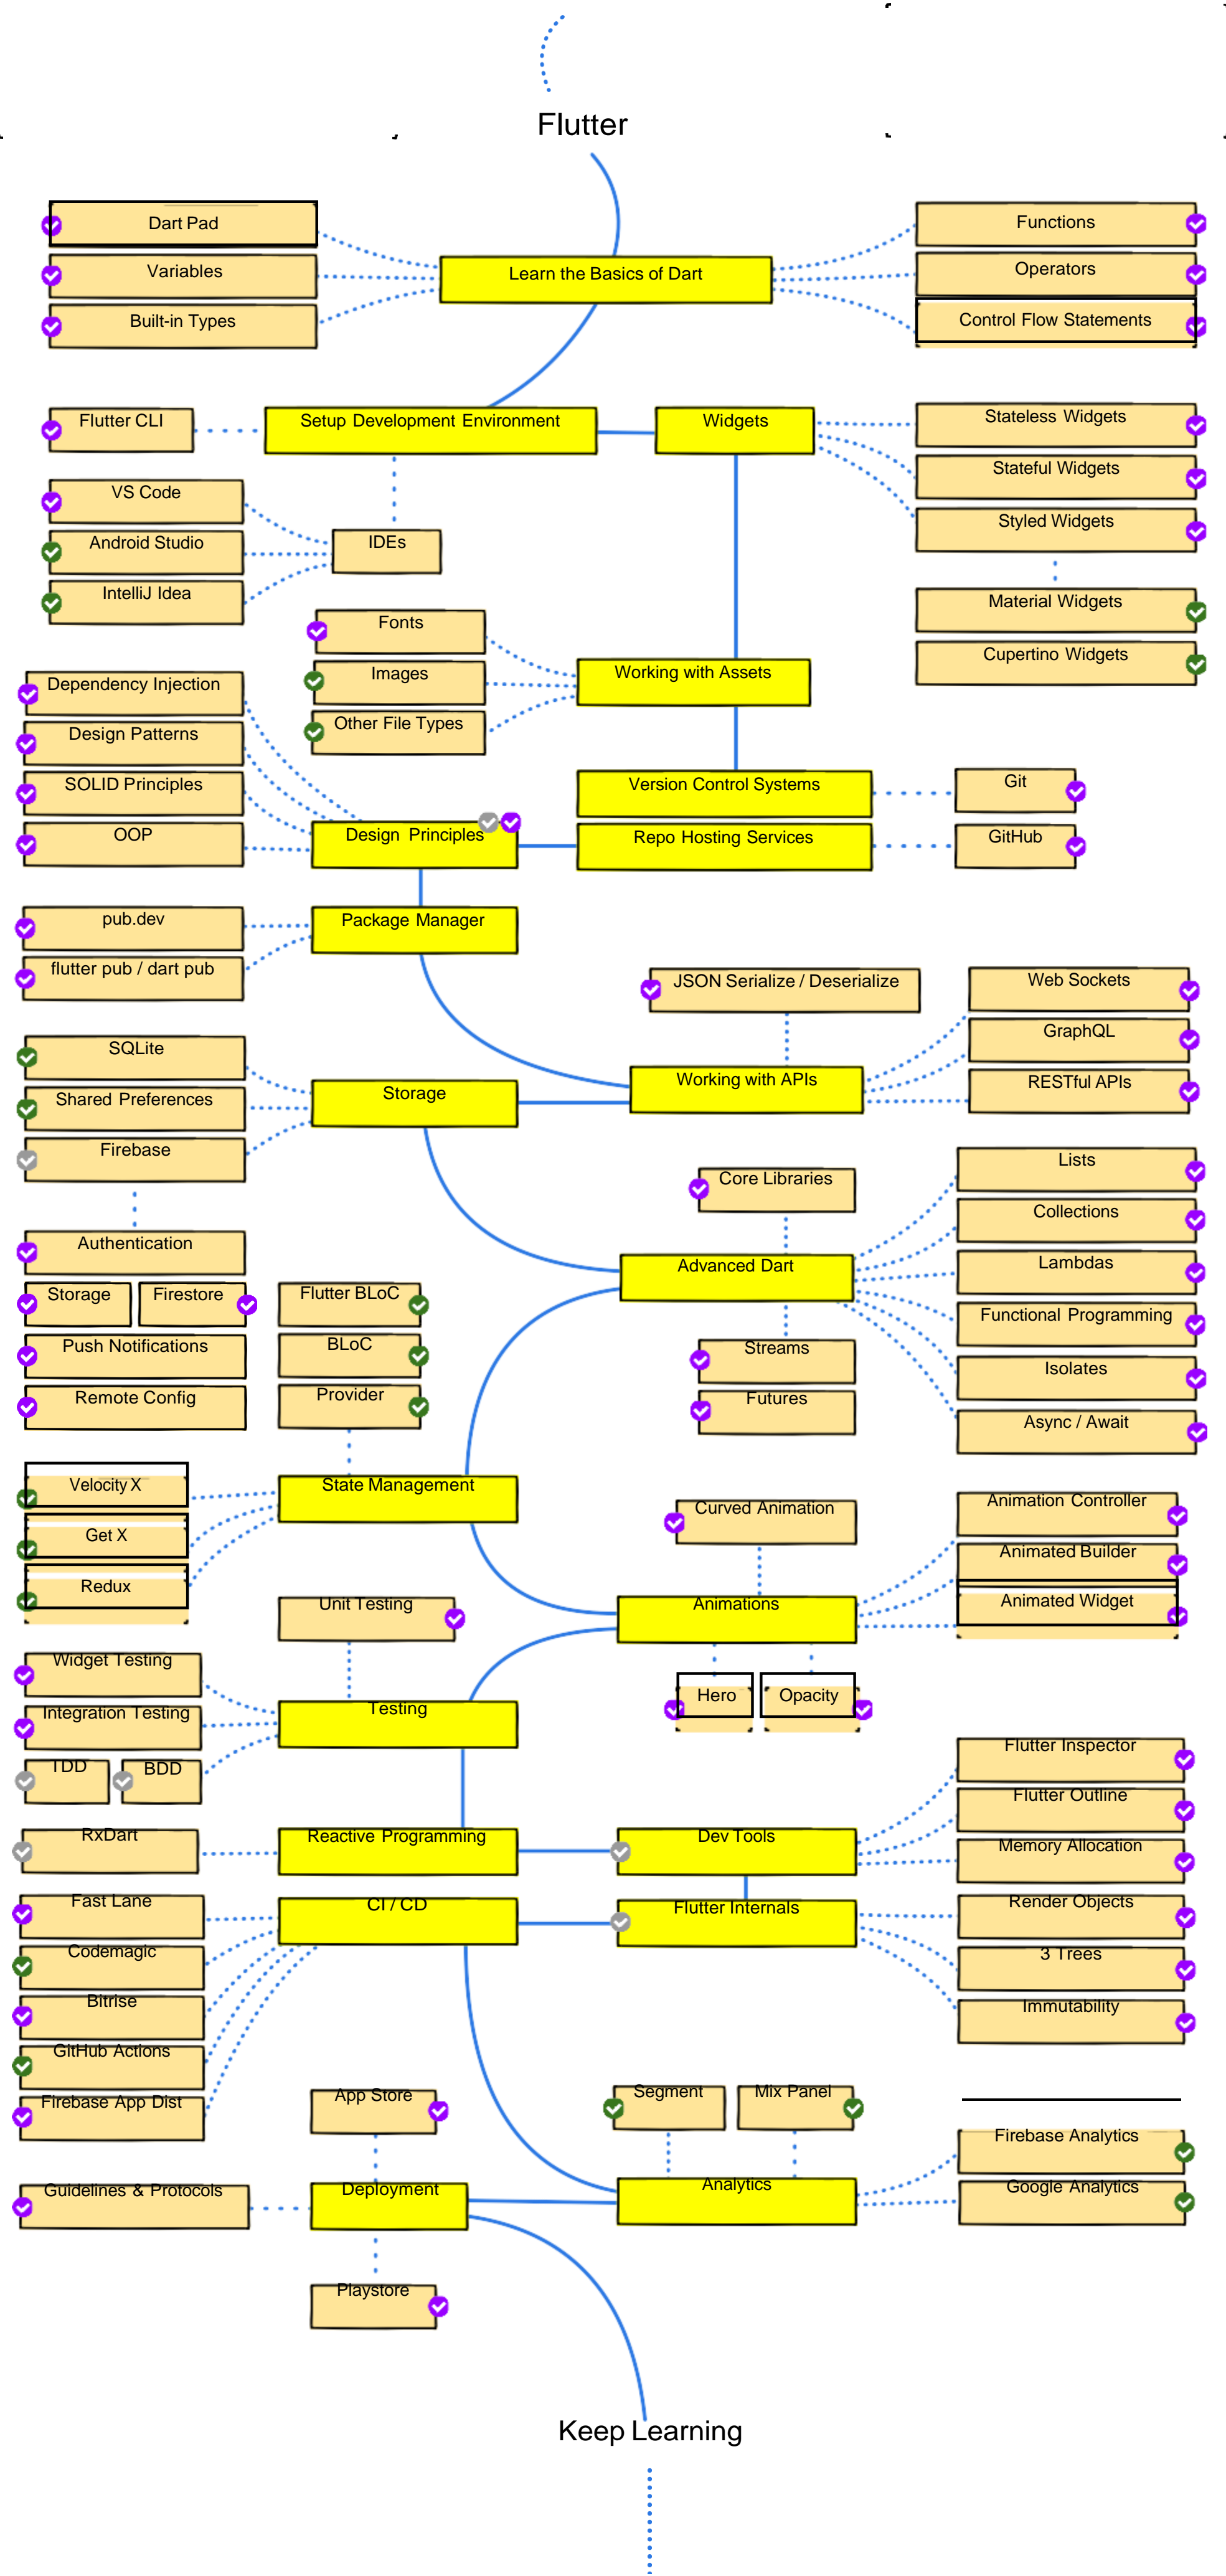 Flutter
Dart Pad
Functions
Learn the Basics of Dart
Variables
Operators
Built-in Types
Control Flow Statements
Flutter CLI
Setup Development Environment
Widgets
Stateless Widgets
Stateful Widgets
VS Code
Styled Widgets
Android Studio
IDEs
IntelliJ Idea
Material Widgets
Fonts
Cupertino Widgets
Images
Working with Assets
Dependency Injection
Other File Types
Design Patterns
SOLID Principles
Version Control Systems
Git
OOP
Design Principles
Repo Hosting Services
GitHub
pub.dev
Package Manager
flutter pub / dart pub
JSON Serialize / Deserialize
Web Sockets
GraphQL
SQLite
Working with APIs
RESTful APIs
Shared Preferences
Storage
Firebase
Lists
Core Libraries
Collections
Authentication
Advanced Dart
Lambdas
Storage
Firestore
Flutter BLoC
Functional Programming
Push Notifications
BLoC
Streams
Isolates
Remote Config
Provider
Futures
Async / Await
Velocity X
State Management
Curved Animation
Animation Controller
Get X
Animated Builder
Redux
Unit Testing
Animations
Animated Widget
Widget Testing
Hero
Opacity
Integration Testing
Testing
TDD
BDD
Flutter Inspector
Flutter Outline
RxDart
Reactive Programming
Dev Tools
Memory Allocation
Fast Lane
CI / CD
Flutter Internals
Render Objects
Codemagic
3 Trees
Bitrise
Immutability
GitHub Actions
Firebase App Dist
App Store
Segment
Mix Panel
Firebase Analytics
Guidelines & Protocols
Deployment
Analytics
Google Analytics
Playstore
Keep Learning